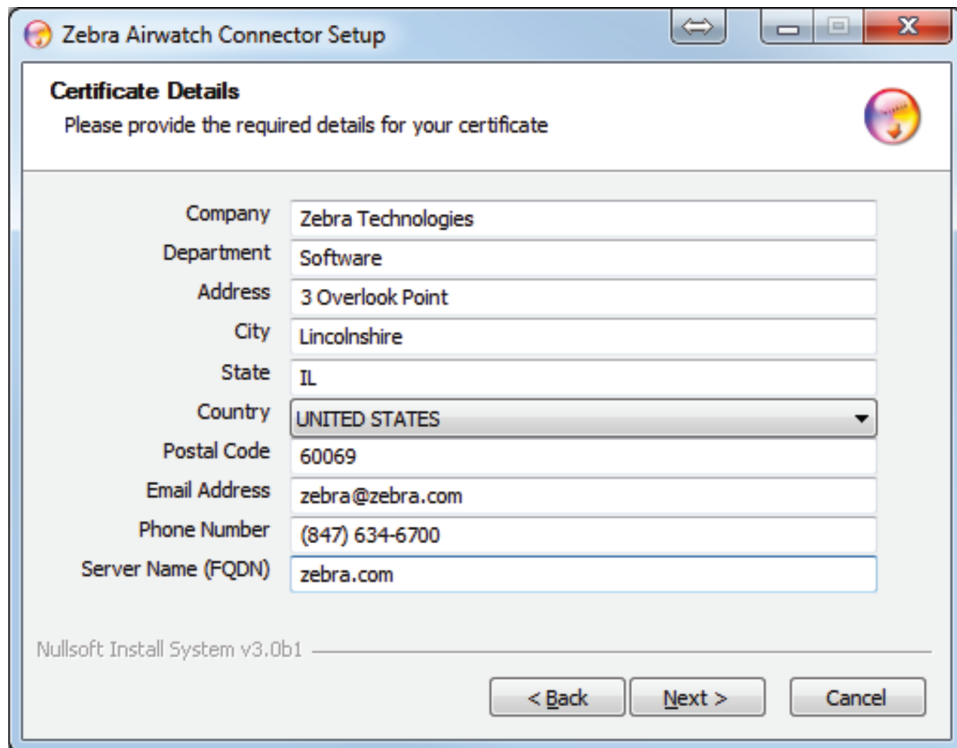 Zebra Airwatch Connector Setup
Certificate Details
Please provide the required details for your certificate
Company Zebra Technologies
Department Software
Address 3 Overlook Point
City Lincolnshire
State IL
Country UNITED STATES
Postal Code 60069
Email Address zebra@zebra.com
Phone Number (847) 634-6700
Server Name (FQDN) zebra.com
Nullsoft Install System v3.0b1
< Back Next > Cancel